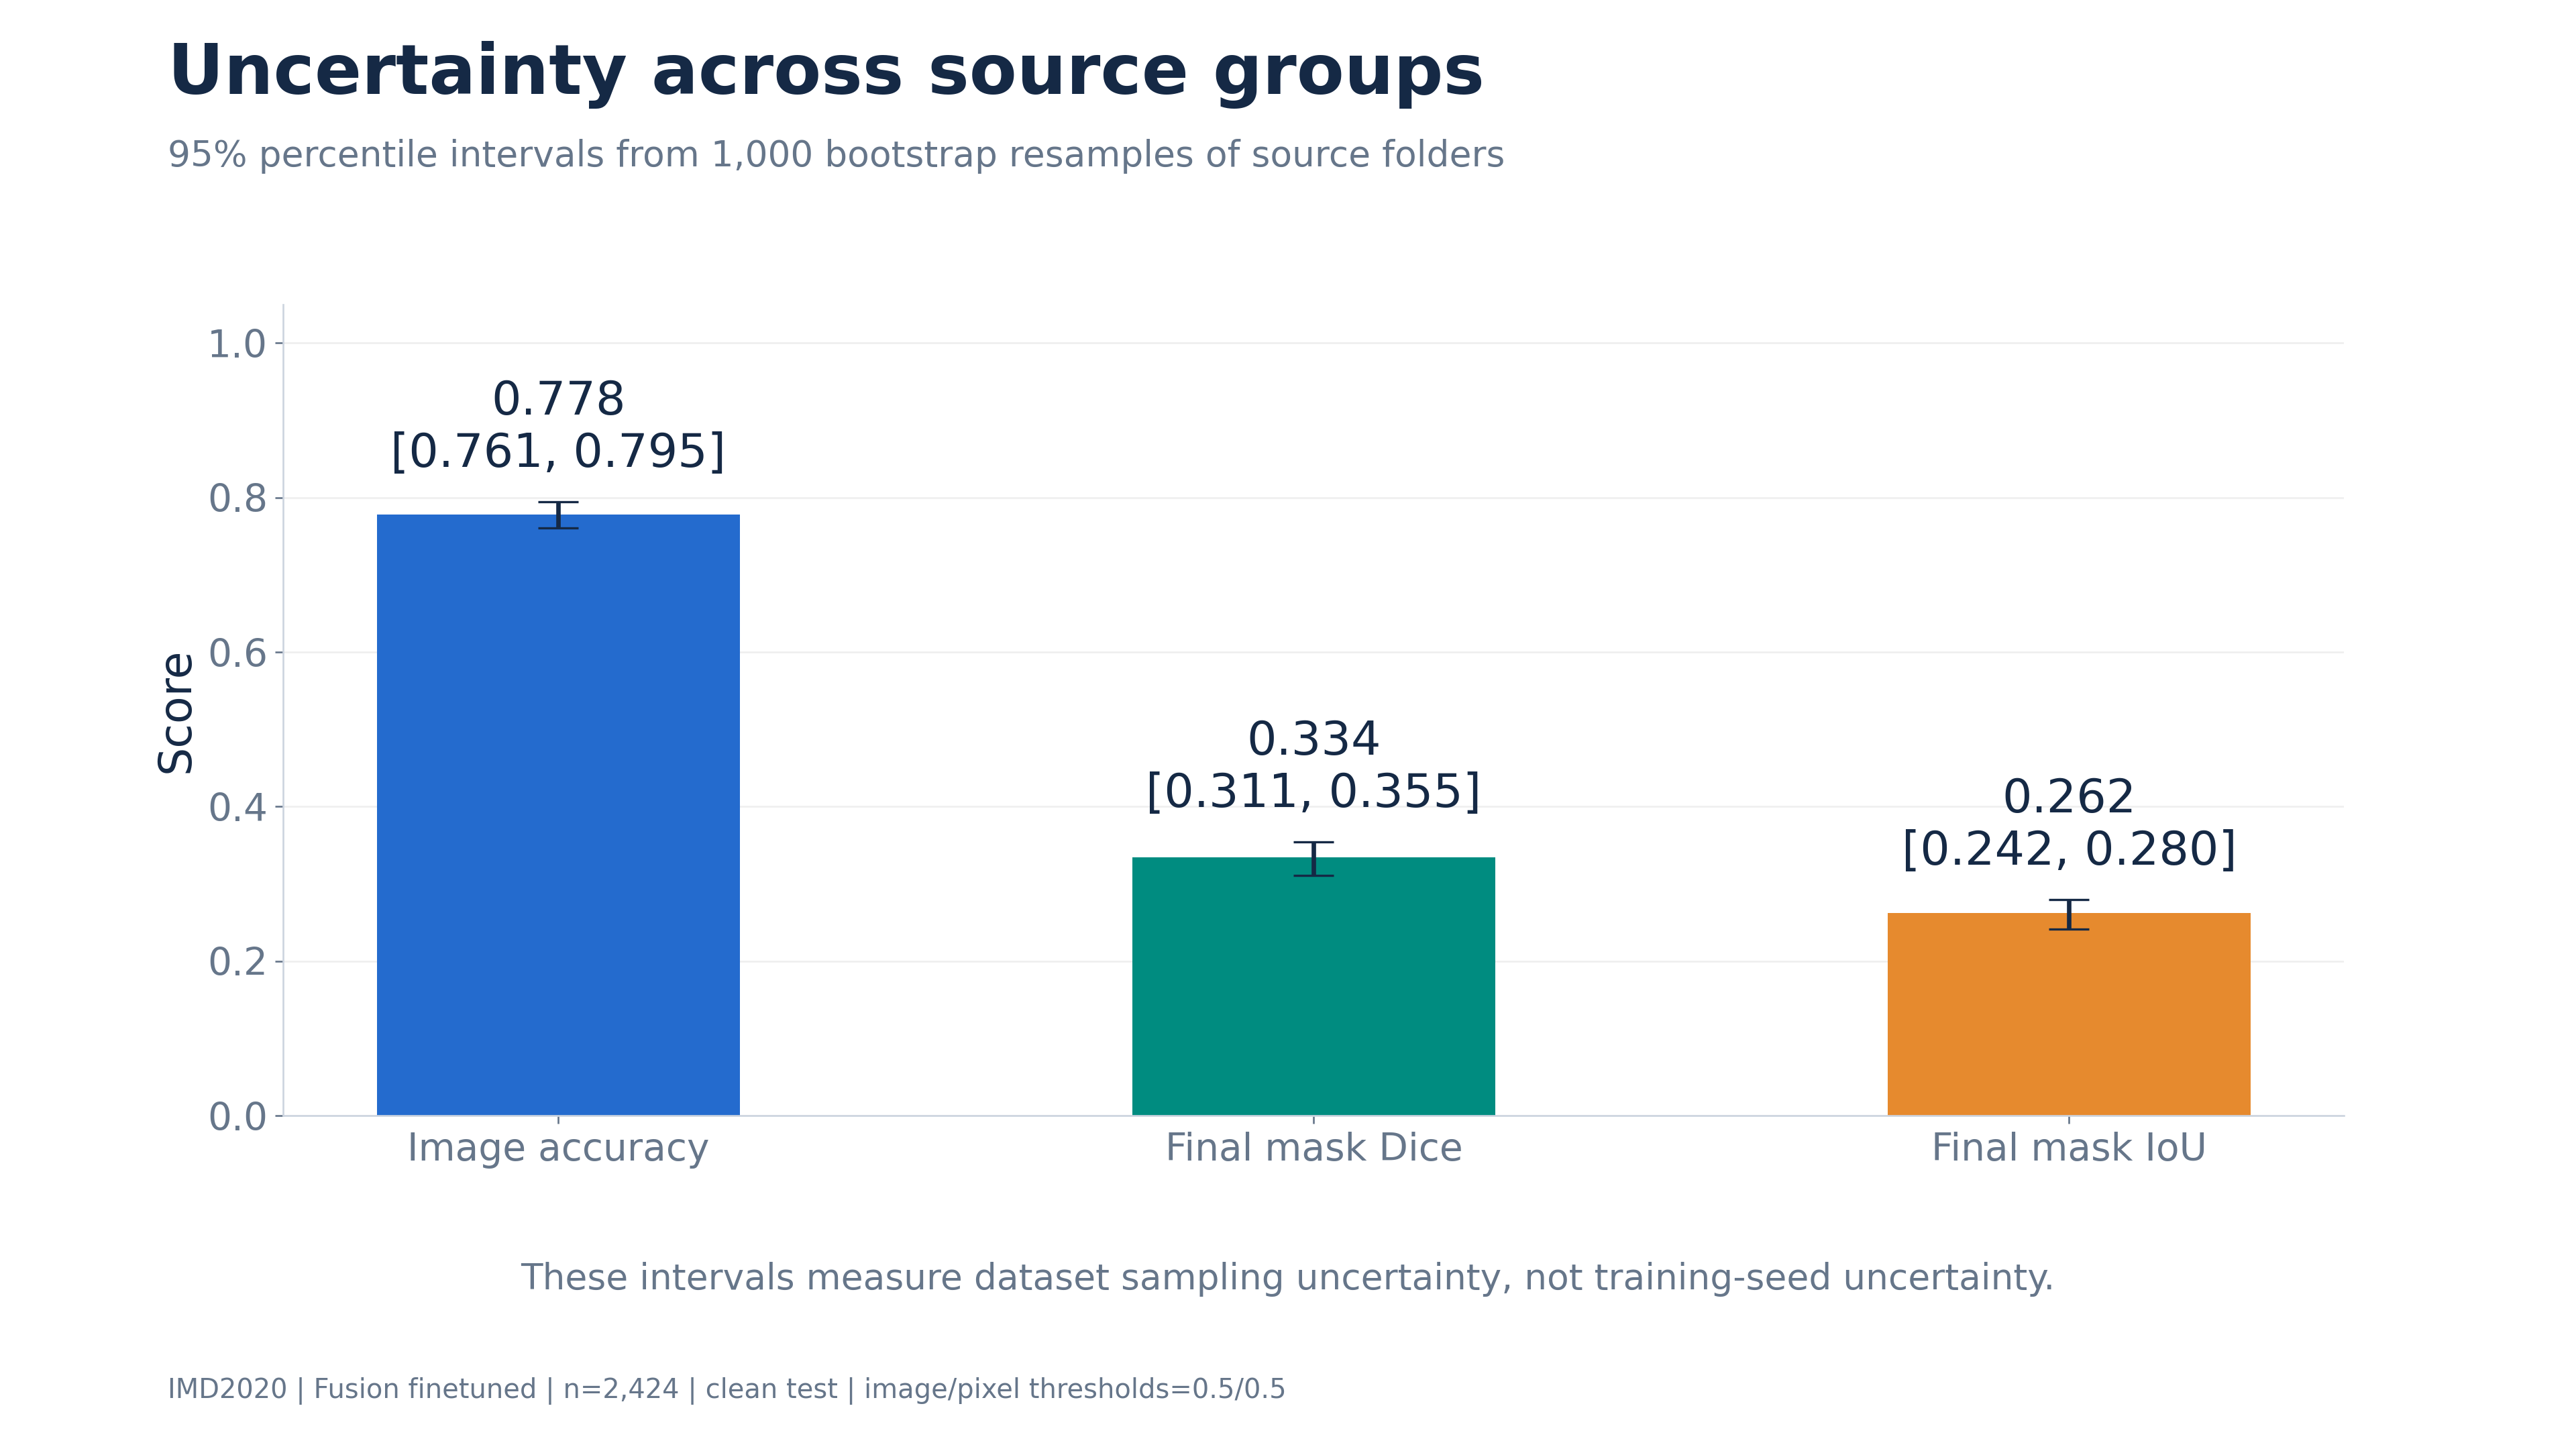 Uncertainty across source groups
95% percentile intervals from 1,000 bootstrap resamples of source folders
Score
1.0
0.8
0.6
0.4
0.2
0.0
0.778
[0.761, 0.795]
0.334
[0.311, 0.355]
0.262
[0.242, 0.280]
Image accuracy
Final mask Dice
Final mask IoU
These intervals measure dataset sampling uncertainty, not training-seed uncertainty.
IMD2020 | Fusion finetuned | n=2,424 | clean test | image/pixel thresholds=0.5/0.5